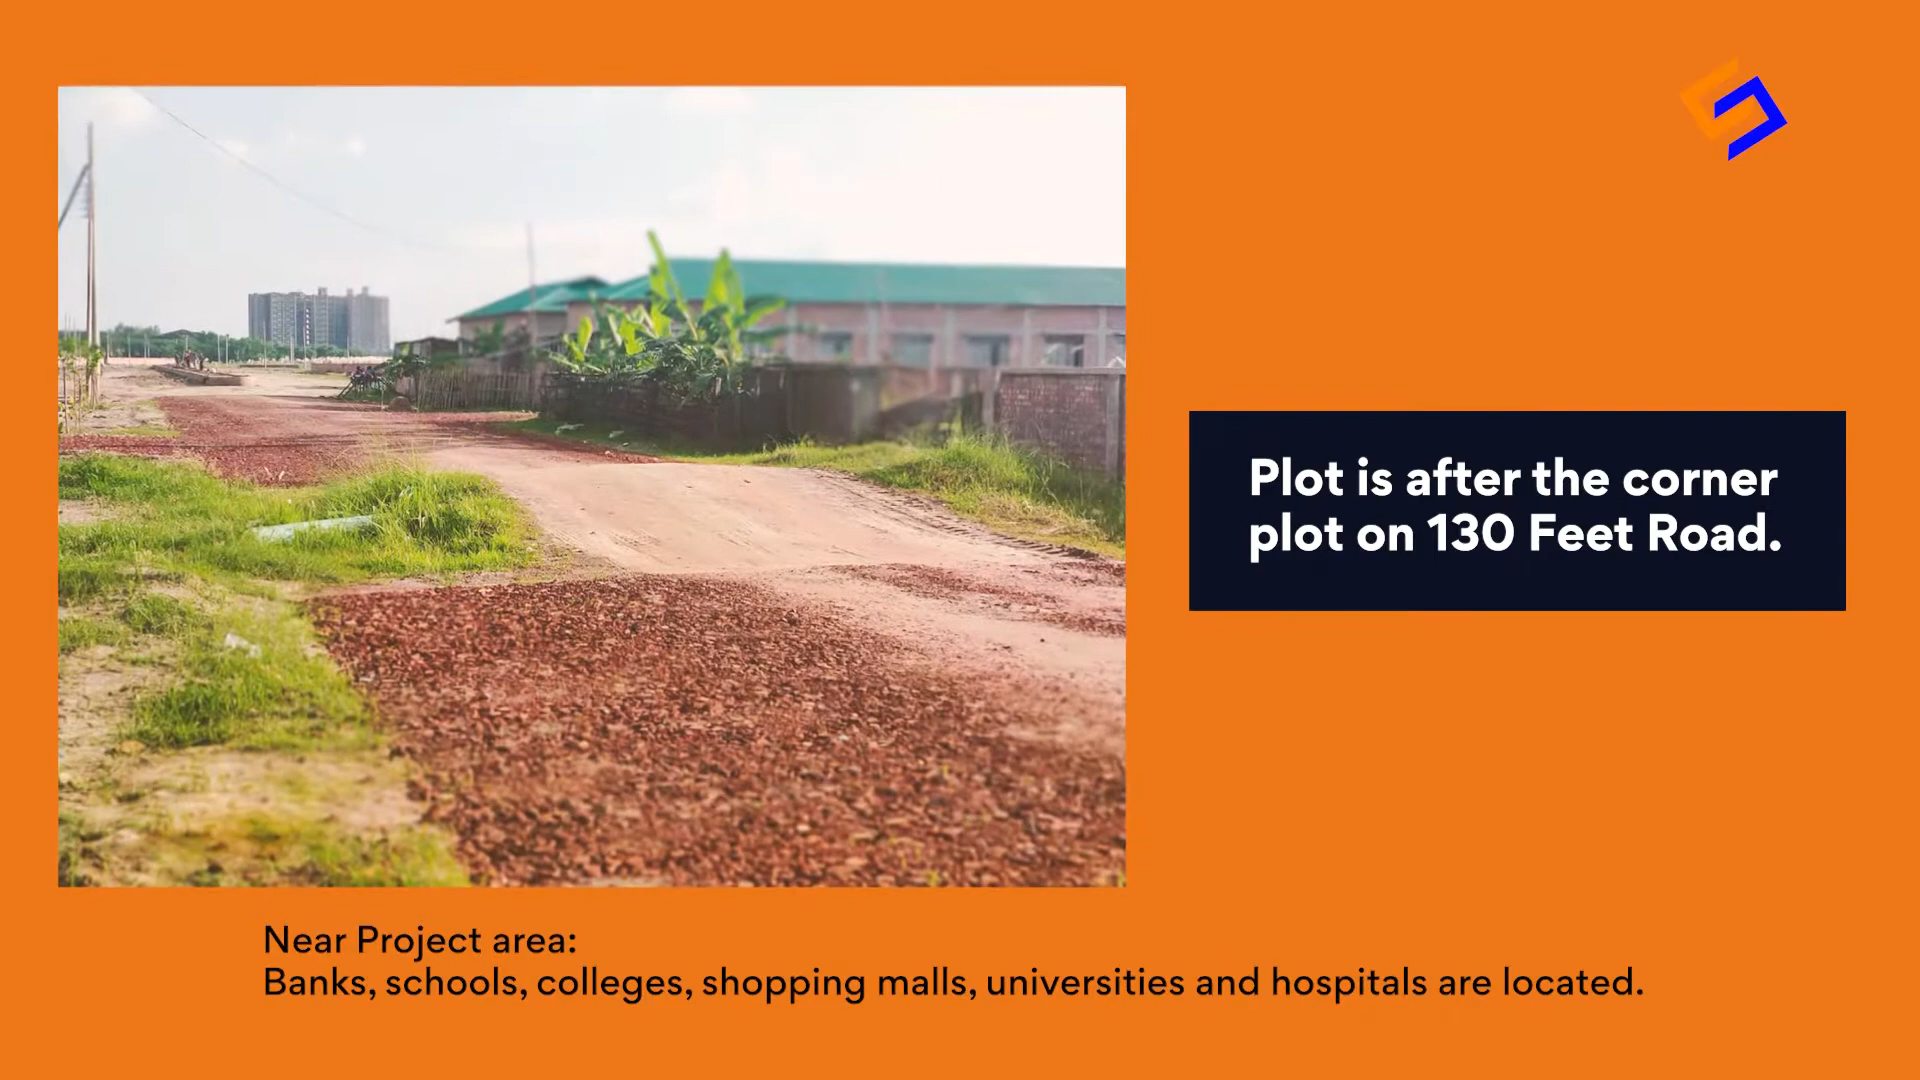 Plot is after the corner
plot on 130 Feet Road.
Near Project area:
Banks, schools, colleges, shopping malls, universities and hospitals are located.